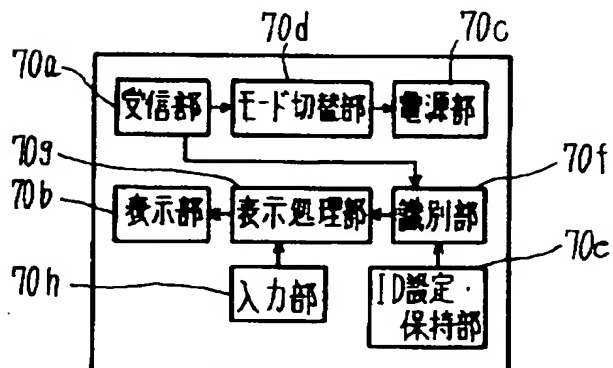 70d
70c
70a
受信部
モード切替部
電源部
70g
70f
70b
表示部
表示処理部
識別部
70h
入力部
70e
ID設定・
保持部